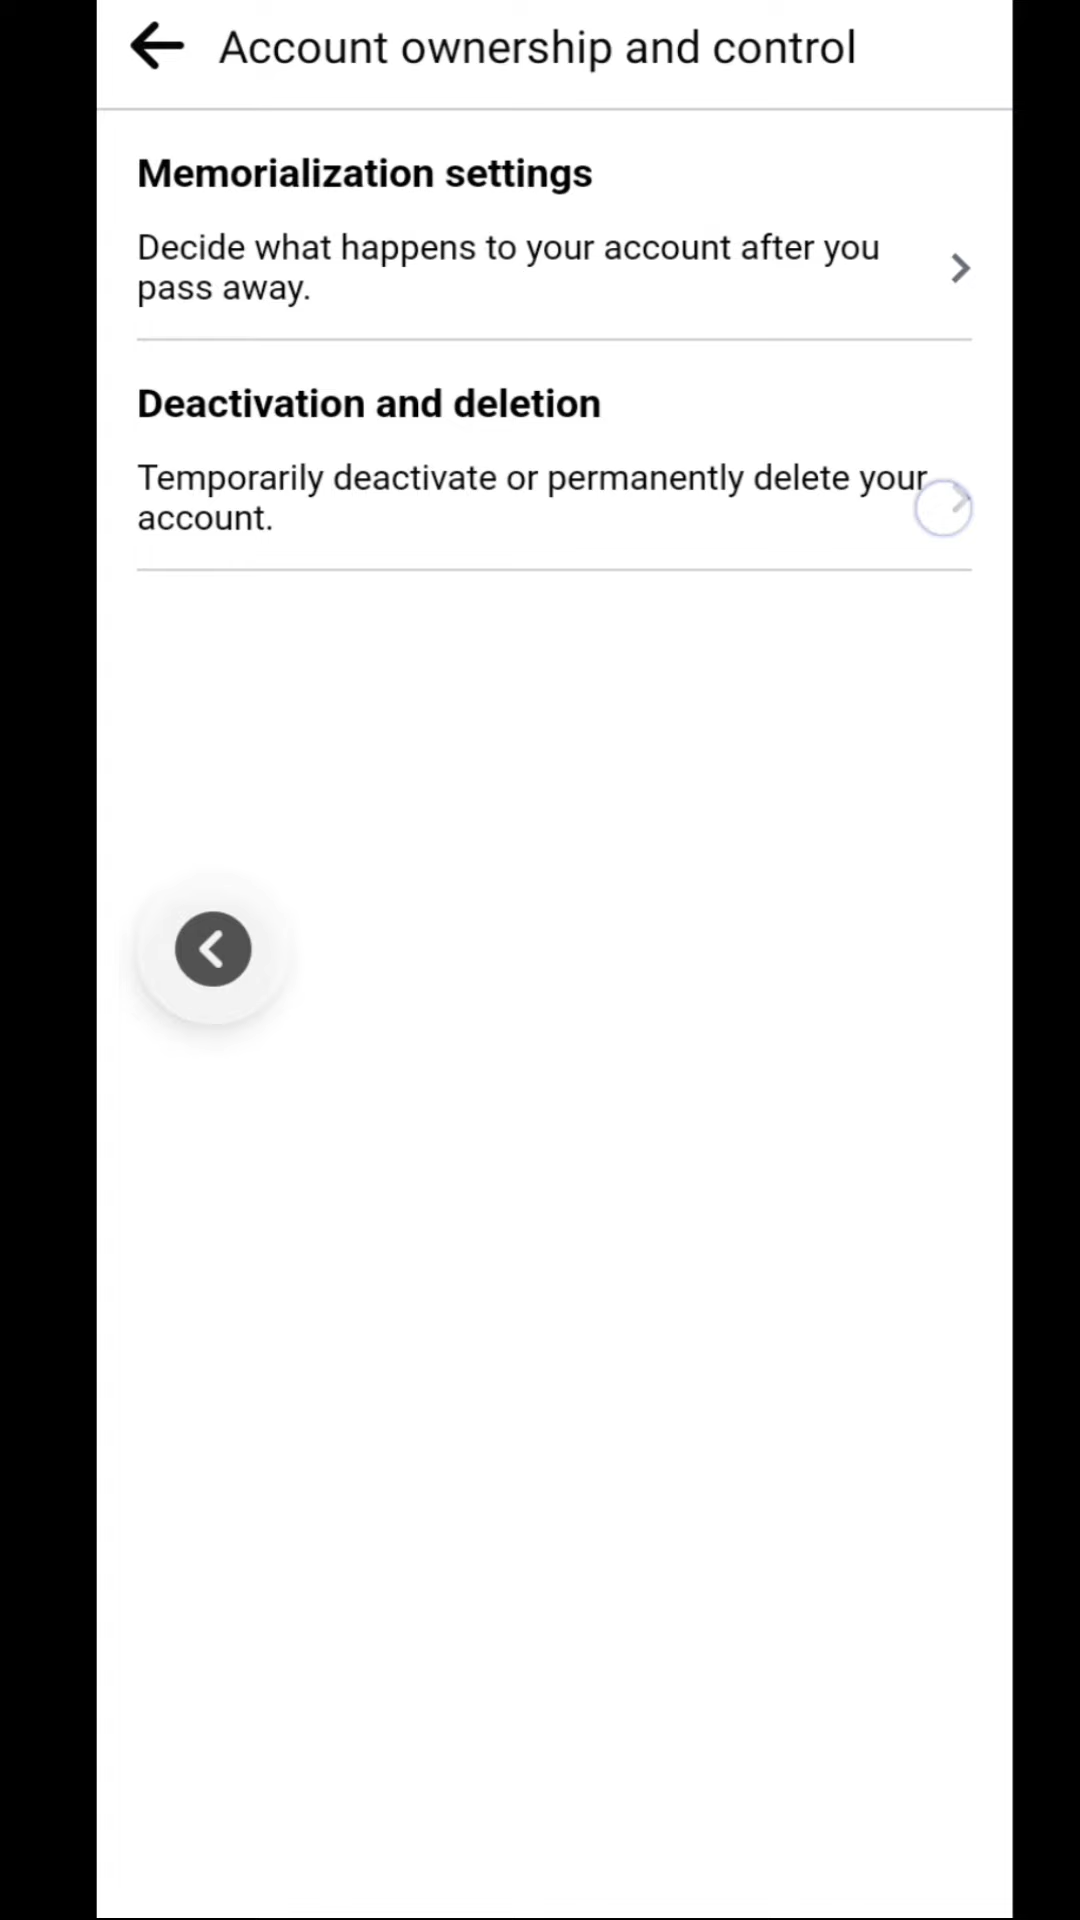 Account ownership and control
Memorialization settings
Decide what happens to your account after you
pass away.
Deactivation and deletion
Temporarily deactivate or permanently delete your
account.